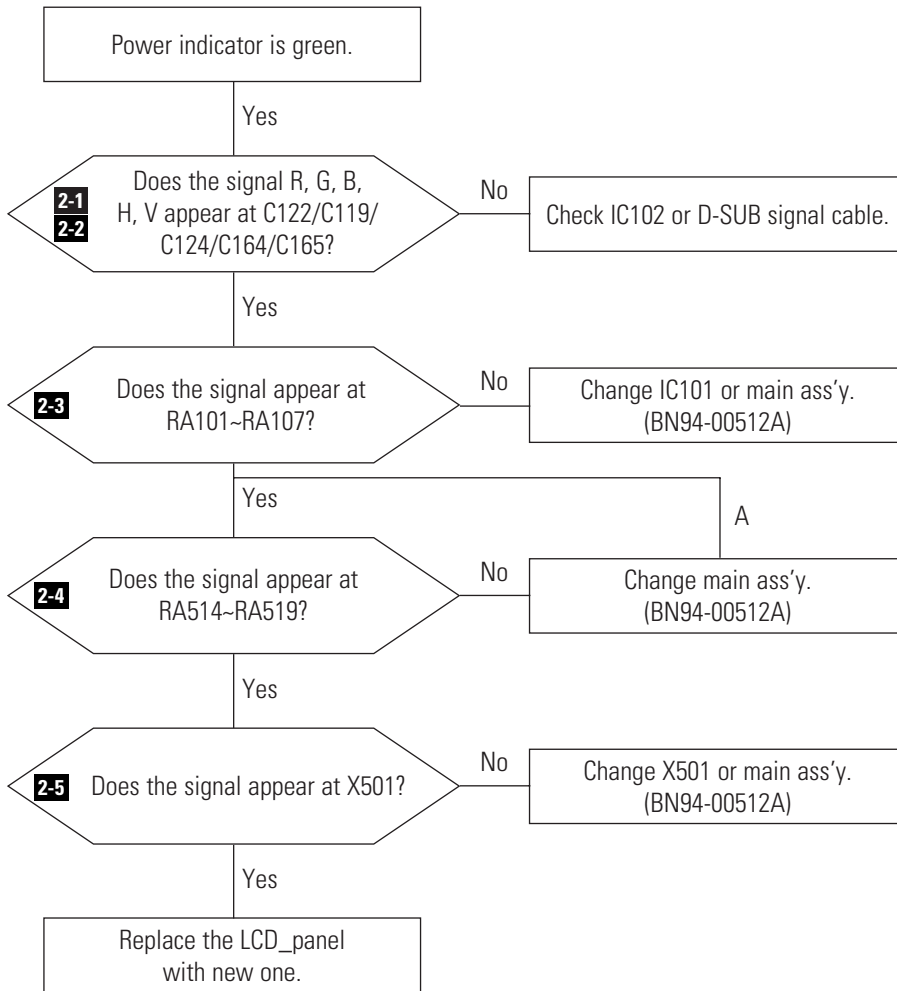 Power indicator is green.
Yes
2-1
2-2
Does the signal R, G, B,
H, V appear at C122/C119/
C124/C164/C165?
No
Check IC102 or D-SUB signal cable.
Yes
2-3
Does the signal appear at
RA101~RA107?
No
Change IC101 or main ass'y.
(BN94-00512A)
Yes
A
2-4
Does the signal appear at
RA514~RA519?
No
Change main ass'y.
(BN94-00512A)
Yes
2-5
Does the signal appear at X501?
No
Change X501 or main ass'y.
(BN94-00512A)
Yes
Replace the LCD_panel
with new one.